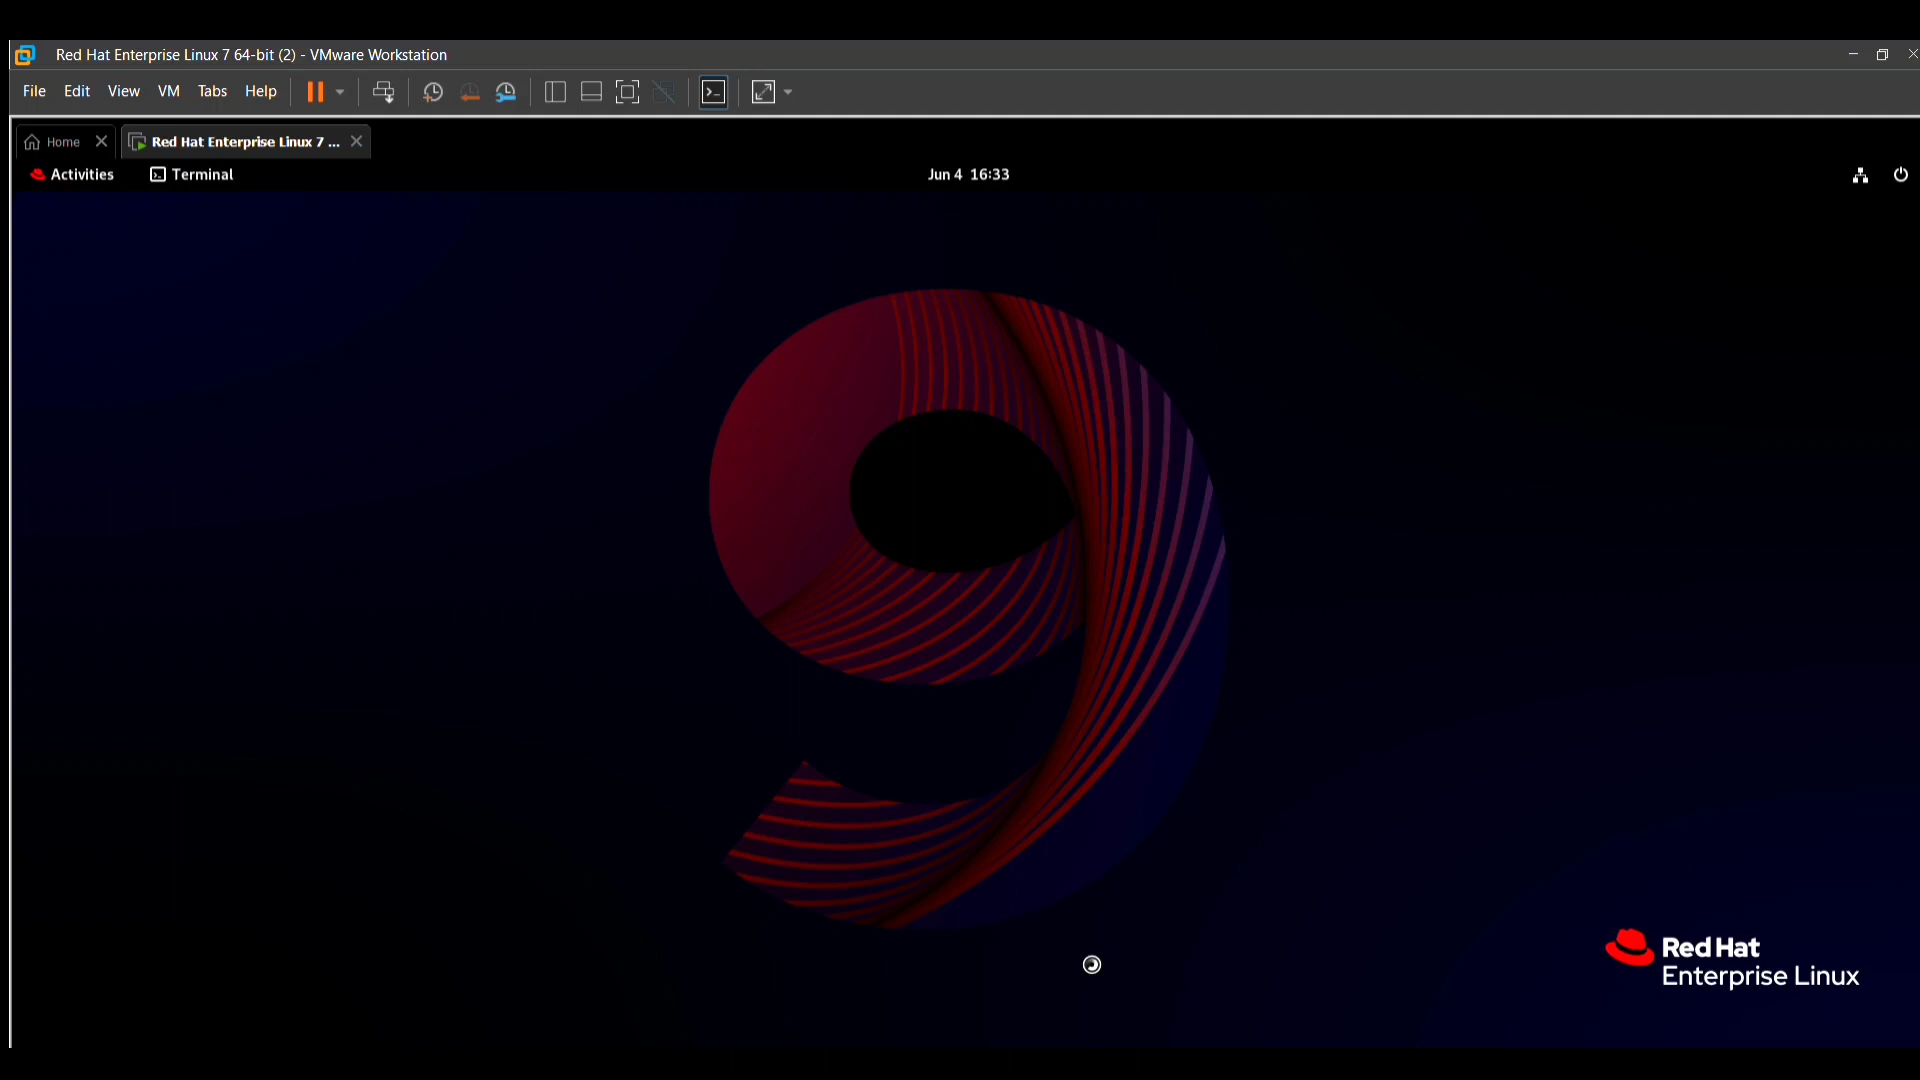 Red Hat Enterprise Linux 7 64-bit (2) - VMware Workstation
File Edit View VM Tabs Help
Home Red Hat Enterprise Linux 7 ...
Activities Terminal Jun 4 16:33
9
Red Hat
Enterprise Linux